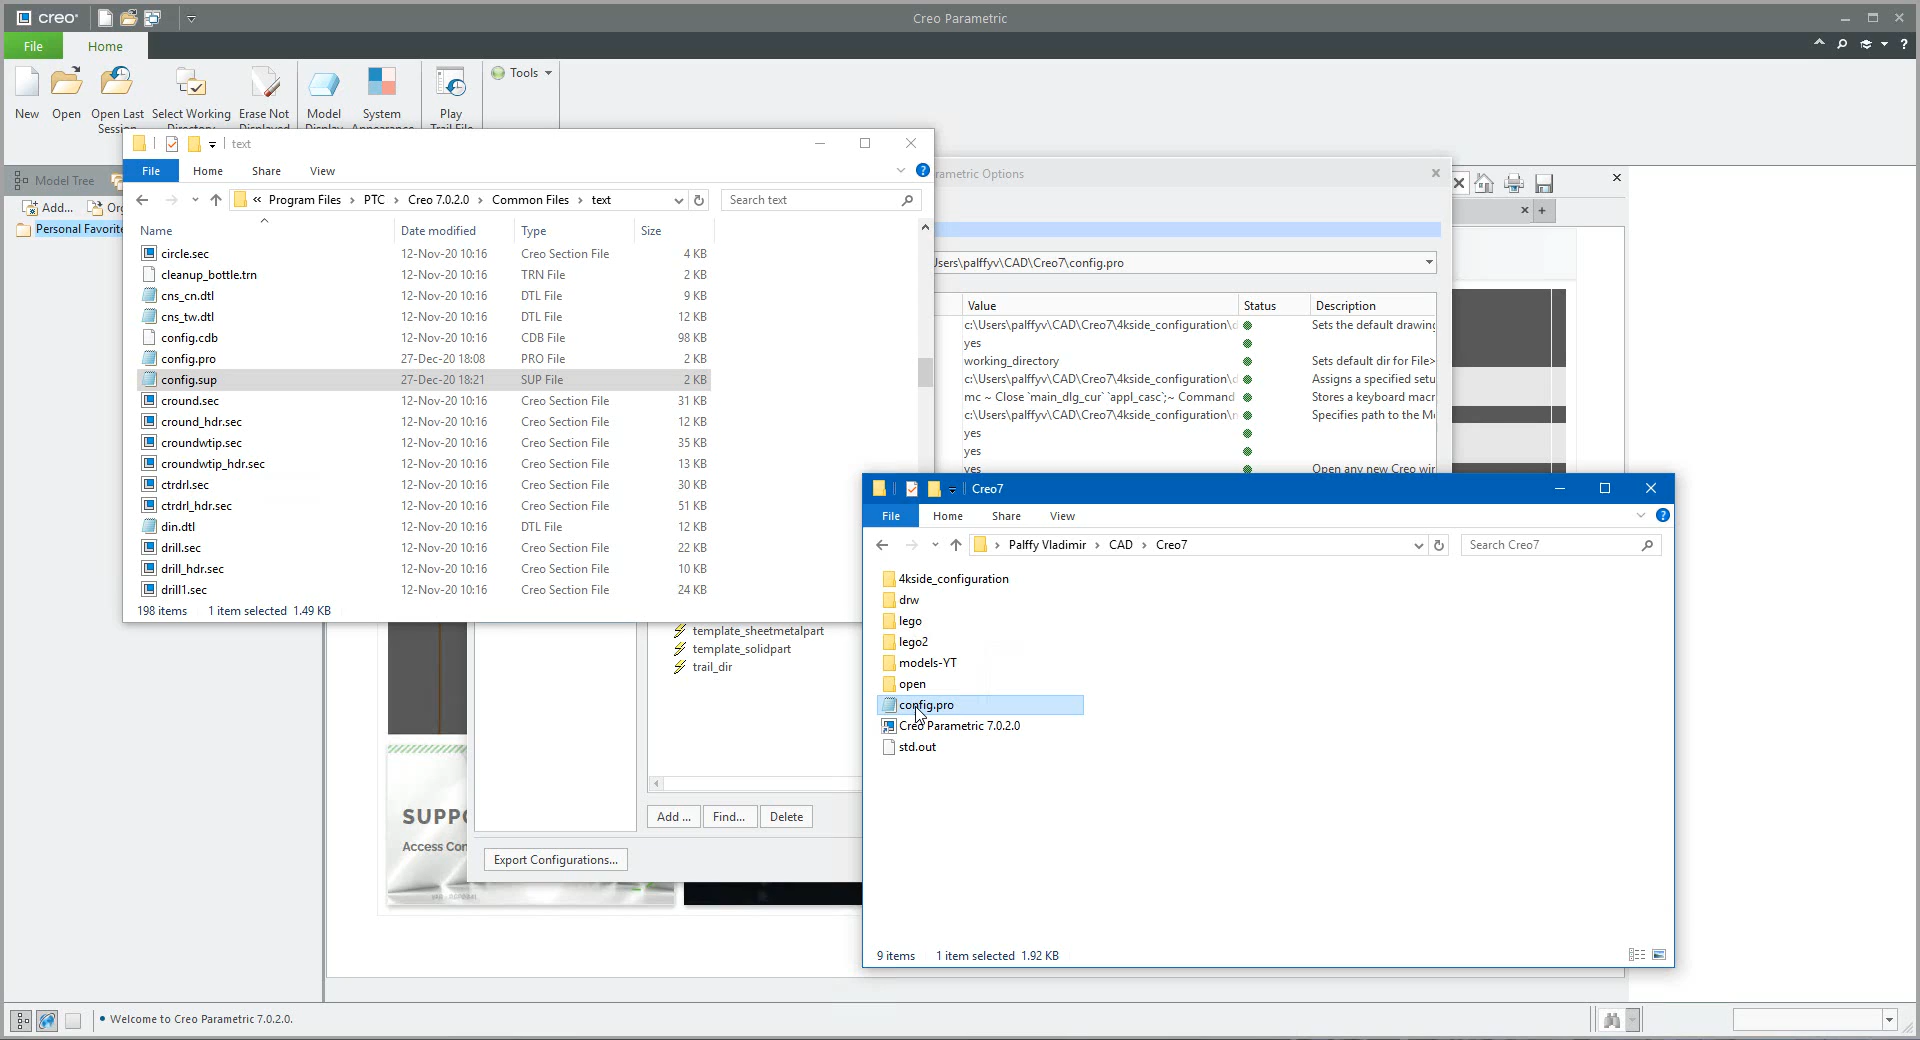 creo
Creo Parametric
File
Home
New
Open
Open Last
Session
Select Working
Directory
Erase Not
Displayed
Model
Display
System
Appearance
Play
Trail File
Tools
text
File
Home
Share
View
« Program Files > PTC > Creo 7.0.2.0 > Common Files > text
Search text
Name
Date modified
Type
Size
circle.sec 12-Nov-20 10:16 Creo Section File 4 KB
cleanup_bottle.trn 12-Nov-20 10:16 TRN File 2 KB
cns_cn.dtl 12-Nov-20 10:16 DTL File 9 KB
cns_tw.dtl 12-Nov-20 10:16 DTL File 12 KB
config.cdb 12-Nov-20 10:16 CDB File 98 KB
config.pro 27-Dec-20 18:08 PRO File 2 KB
config.sup 27-Dec-20 18:21 SUP File 2 KB
cround.sec 12-Nov-20 10:16 Creo Section File 31 KB
cround_hdr.sec 12-Nov-20 10:16 Creo Section File 12 KB
croundwtip.sec 12-Nov-20 10:16 Creo Section File 35 KB
croundwtip_hdr.sec 12-Nov-20 10:16 Creo Section File 13 KB
ctrdrl.sec 12-Nov-20 10:16 Creo Section File 30 KB
ctrdrl_hdr.sec 12-Nov-20 10:16 Creo Section File 51 KB
din.dtl 12-Nov-20 10:16 DTL File 12 KB
drill.sec 12-Nov-20 10:16 Creo Section File 22 KB
drill_hdr.sec 12-Nov-20 10:16 Creo Section File 10 KB
drill1.sec 12-Nov-20 10:16 Creo Section File 24 KB
198 items 1 item selected 1.49 KB
Model Tree
Add...
Org
Personal Favorite
rametric Options
Jsers\palffyv\CAD\Creo7\config.pro
Value Status Description
c:\Users\palffyv\CAD\Creo7\4kside_configuration\d Sets the default drawing
yes
working_directory Sets default dir for File>
c:\Users\palffyv\CAD\Creo7\4kside_configuration\c Assigns a specified setu
mc ~ Close `main_dlg_cur` `appl_casc`;~ Command Stores a keyboard macr
c:\Users\palffyv\CAD\Creo7\4kside_configuration\r Specifies path to the M
yes
yes
yes Open any new Creo wir
template_sheetmetalpart
template_solidpart
trail_dir
Add ...
Find...
Delete
Export Configurations...
SUPPO
Access Con
Creo7
File
Home
Share
View
> Palffy Vladimir > CAD > Creo7
Search Creo7
4kside_configuration
drw
lego
lego2
models-YT
open
config.pro
Creo Parametric 7.0.2.0
std.out
9 items 1 item selected 1.92 KB
• Welcome to Creo Parametric 7.0.2.0.